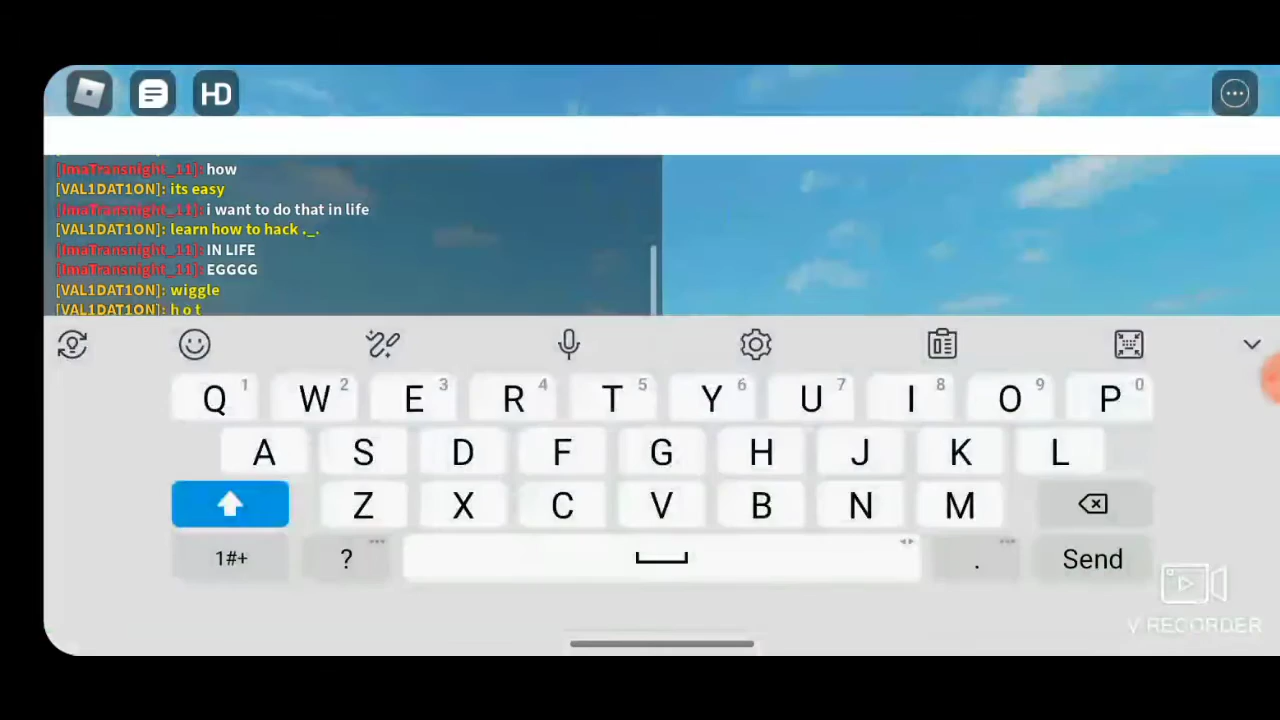 HD
[ImaTransnight_11]: how
[VAL1DAT1ON]: its easy
[ImaTransnight_11]: i want to do that in life
[VAL1DAT1ON]: learn how to hack ._.
[ImaTransnight_11]: IN LIFE
[ImaTransnight_11]: EGGGG
[VAL1DAT1ON]: wiggle
[VAL1DAT1ON]: h o t
Q 1 W 2 E 3 R 4 T 5 Y 6 U 7 I 8 O 9 P 0
A S D F G H J K L
Z X C V B N M
1#+ ? . Send
V RECORDER